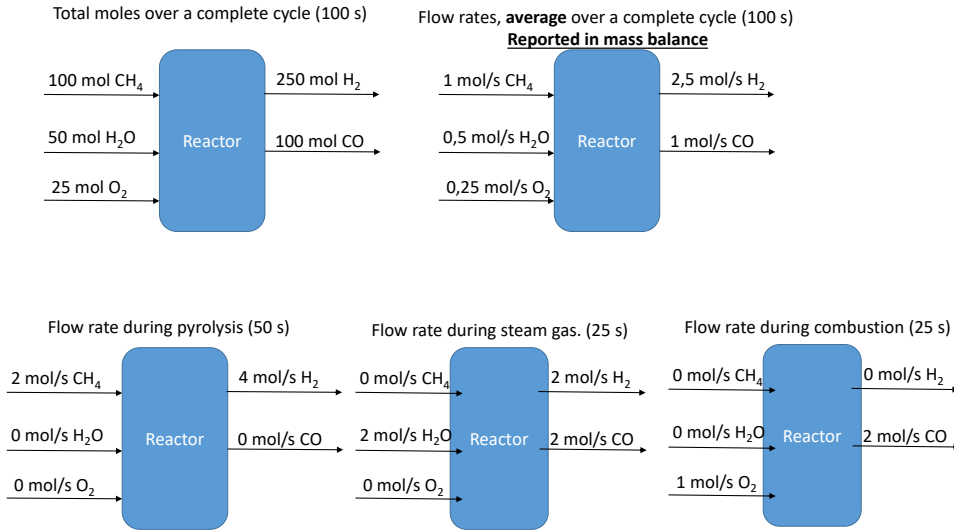 Total moles over a complete cycle (100 s)
100 mol CH₄
250 mol H₂
50 mol H₂O
Reactor
100 mol CO
25 mol O₂
Flow rates, average over a complete cycle (100 s)
Reported in mass balance
1 mol/s CH₄
2,5 mol/s H₂
0,5 mol/s H₂O
Reactor
1 mol/s CO
0,25 mol/s O₂
Flow rate during pyrolysis (50 s)
2 mol/s CH₄
4 mol/s H₂
0 mol/s H₂O
Reactor
0 mol/s CO
0 mol/s O₂
Flow rate during steam gas. (25 s)
0 mol/s CH₄
2 mol/s H₂
2 mol/s H₂O
Reactor
2 mol/s CO
0 mol/s O₂
Flow rate during combustion (25 s)
0 mol/s CH₄
0 mol/s H₂
0 mol/s H₂O
Reactor
2 mol/s CO
1 mol/s O₂